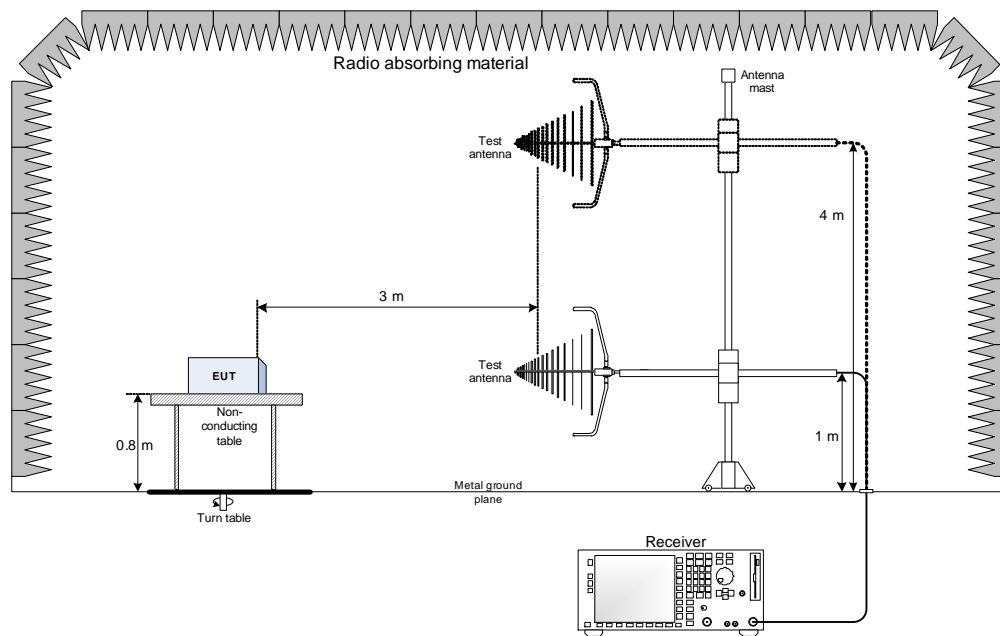 Radio absorbing material
Antenna
mast
Test
antenna
4 m
3 m
EUT
Test
antenna
Non-
conducting
table
0.8 m
1 m
Metal ground
plane
Turn table
Receiver